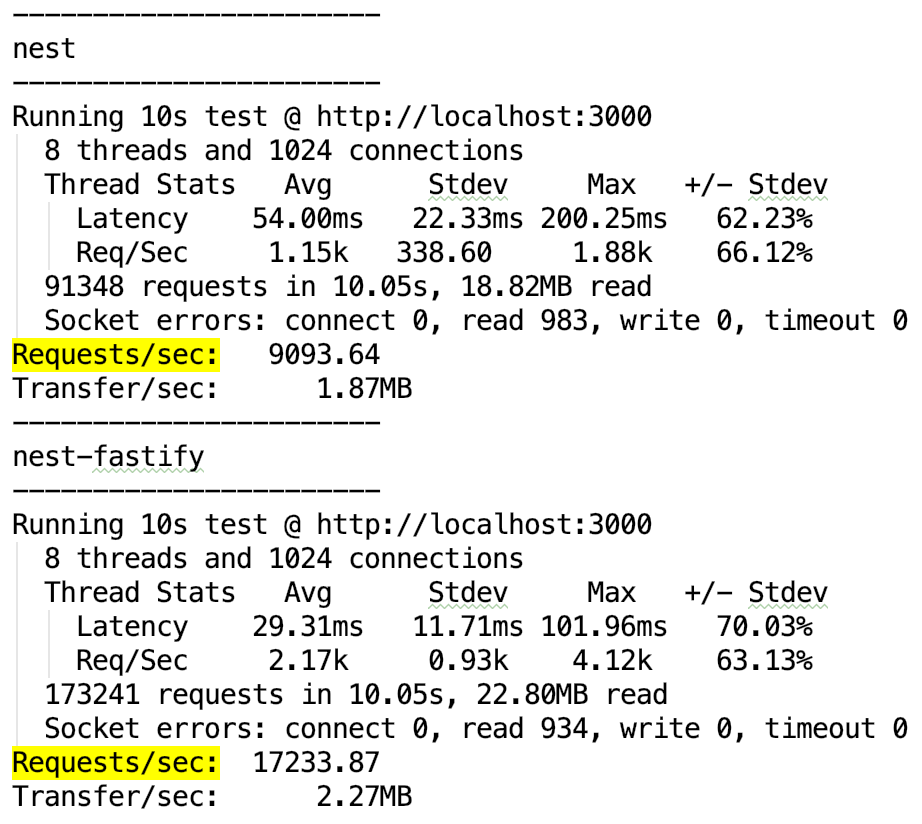 -----------------------
nest
-----------------------
Running 10s test @ http://localhost:3000
  8 threads and 1024 connections
  Thread Stats   Avg      Stdev     Max   +/- Stdev
    Latency    54.00ms   22.33ms 200.25ms   62.23%
    Req/Sec     1.15k   338.60     1.88k    66.12%
  91348 requests in 10.05s, 18.82MB read
  Socket errors: connect 0, read 983, write 0, timeout 0
Requests/sec:   9093.64
Transfer/sec:      1.87MB
-----------------------
nest-fastify
-----------------------
Running 10s test @ http://localhost:3000
  8 threads and 1024 connections
  Thread Stats   Avg      Stdev     Max   +/- Stdev
    Latency    29.31ms   11.71ms 101.96ms   70.03%
    Req/Sec     2.17k     0.93k    4.12k    63.13%
  173241 requests in 10.05s, 22.80MB read
  Socket errors: connect 0, read 934, write 0, timeout 0
Requests/sec:  17233.87
Transfer/sec:      2.27MB